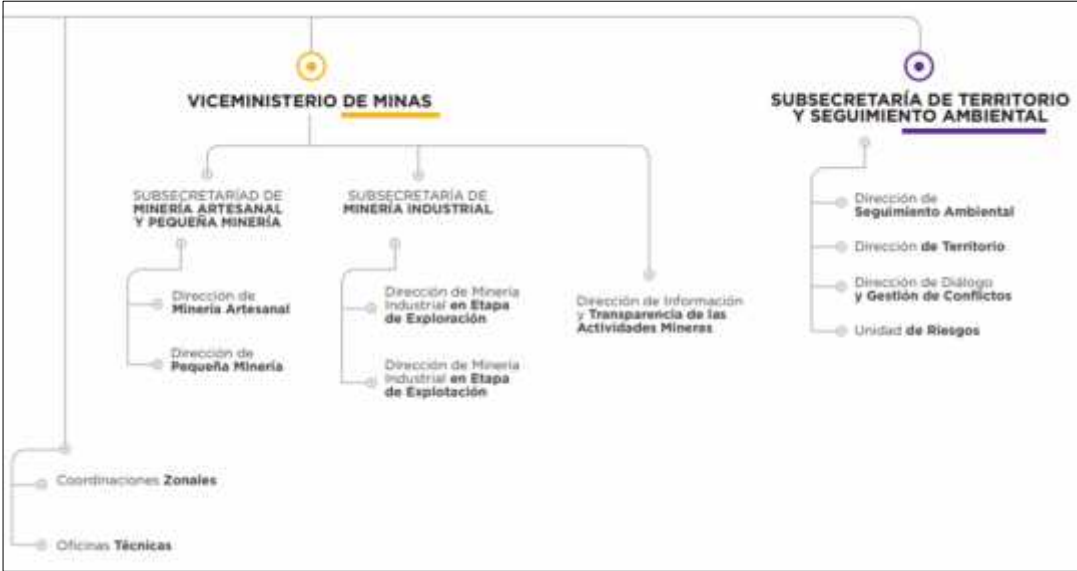 VICEMINISTERIO DE MINAS
SUBSECRETARÍA DE TERRITORIO
Y SEGUIMIENTO AMBIENTAL
SUBSECRETARÍAD DE
MINERÍA ARTESANAL
Y PEQUEÑA MINERÍA
SUBSECRETARÍA DE
MINERÍA INDUSTRIAL
Dirección de
Minería Artesanal
Dirección de
Pequeña Minería
Dirección de Minería
Industrial en Etapa
de Exploración
Dirección de Minería
Industrial en Etapa
de Explotación
Dirección de Información
y Transparencia de las
Actividades Mineras
Dirección de
Seguimiento Ambiental
Dirección de Territorio
Dirección de Diálogo
y Gestión de Conflictos
Unidad de Riesgos
Coordinaciones Zonales
Oficinas Técnicas